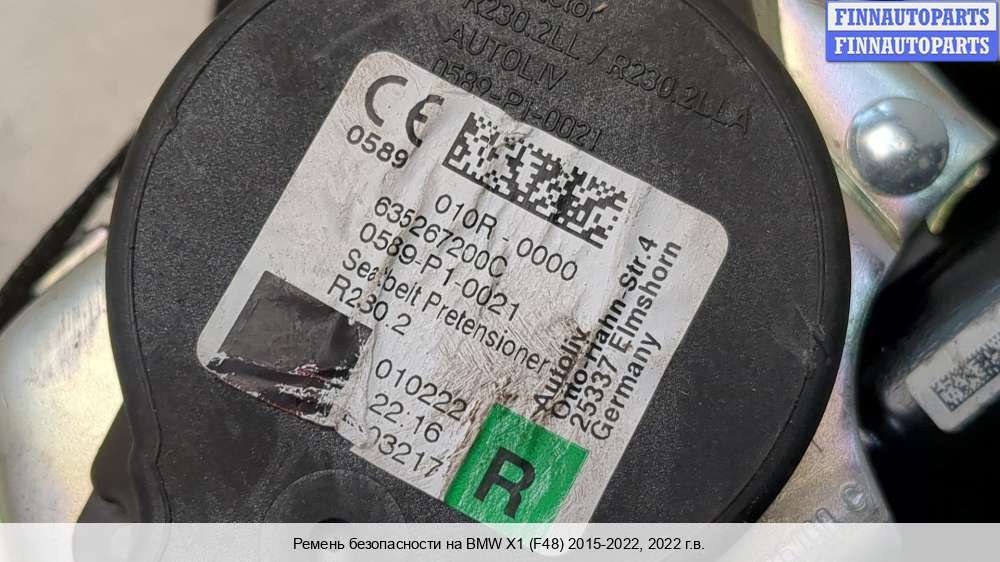 FINNAUTOPARTS
FINNAUTOPARTS
R230.2LL / R230.2LLA
AUTOLIV
0589-P1-0021
CE
0589
010R - 0000
635267200C
0589-P1-0021
Seatbelt Pretensioner
R230.2
010222
22:16
03217
R
Autoliv
Otto-Hahn-Str.4
25337 Elmshorn
Germany
Ремень безопасности на BMW X1 (F48) 2015-2022, 2022 г.в.